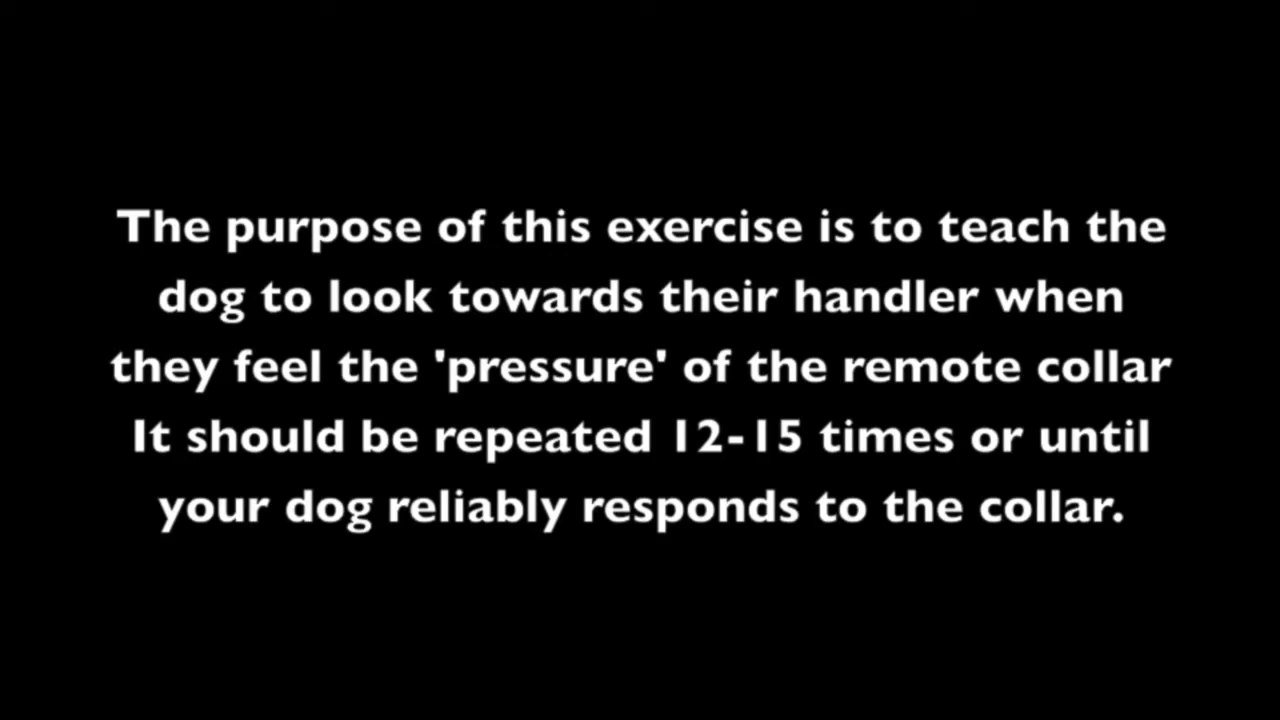 The purpose of this exercise is to teach the
dog to look towards their handler when
they feel the 'pressure' of the remote collar
It should be repeated 12-15 times or until
your dog reliably responds to the collar.